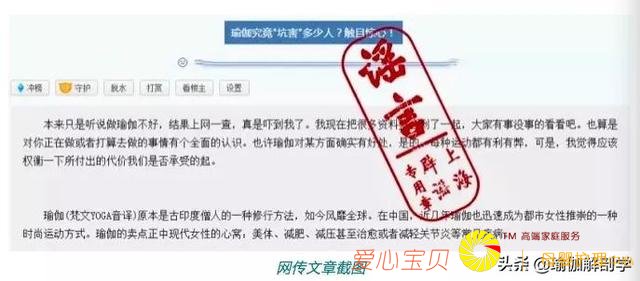 瑜伽究竟“坑害”多少人？触目惊心！
冲榜
守护
脱水
打赏
看楼主
设置
本来只是听说做瑜伽不好，结果上网一查，真是吓到我了。我现在把很多资料 到了一起，大家有事没事的看看吧。也算是
对你正在做或者打算去做的事情有个全面的认识。也许瑜伽对某方面确实有好处，是的，每种运动都有利有弊，可是，我觉得应该
权衡一下所付出的代价我们是否承受的起。
瑜伽(梵文YOGA音译)原本是古印度僧人的一种修行方法，如今风靡全球。在中国，近几年瑜伽也迅速成为都市女性推崇的一种
时尚运动方式。瑜伽的卖点正中现代女性的心窝：美体、减肥、减压甚至治愈或者减轻关节炎等常见疾病
谣言
上海
辟谣
专用章
TM 高端家庭服务
爱心宝贝
母婴护理
网传文章截图
头条@瑜伽解剖学